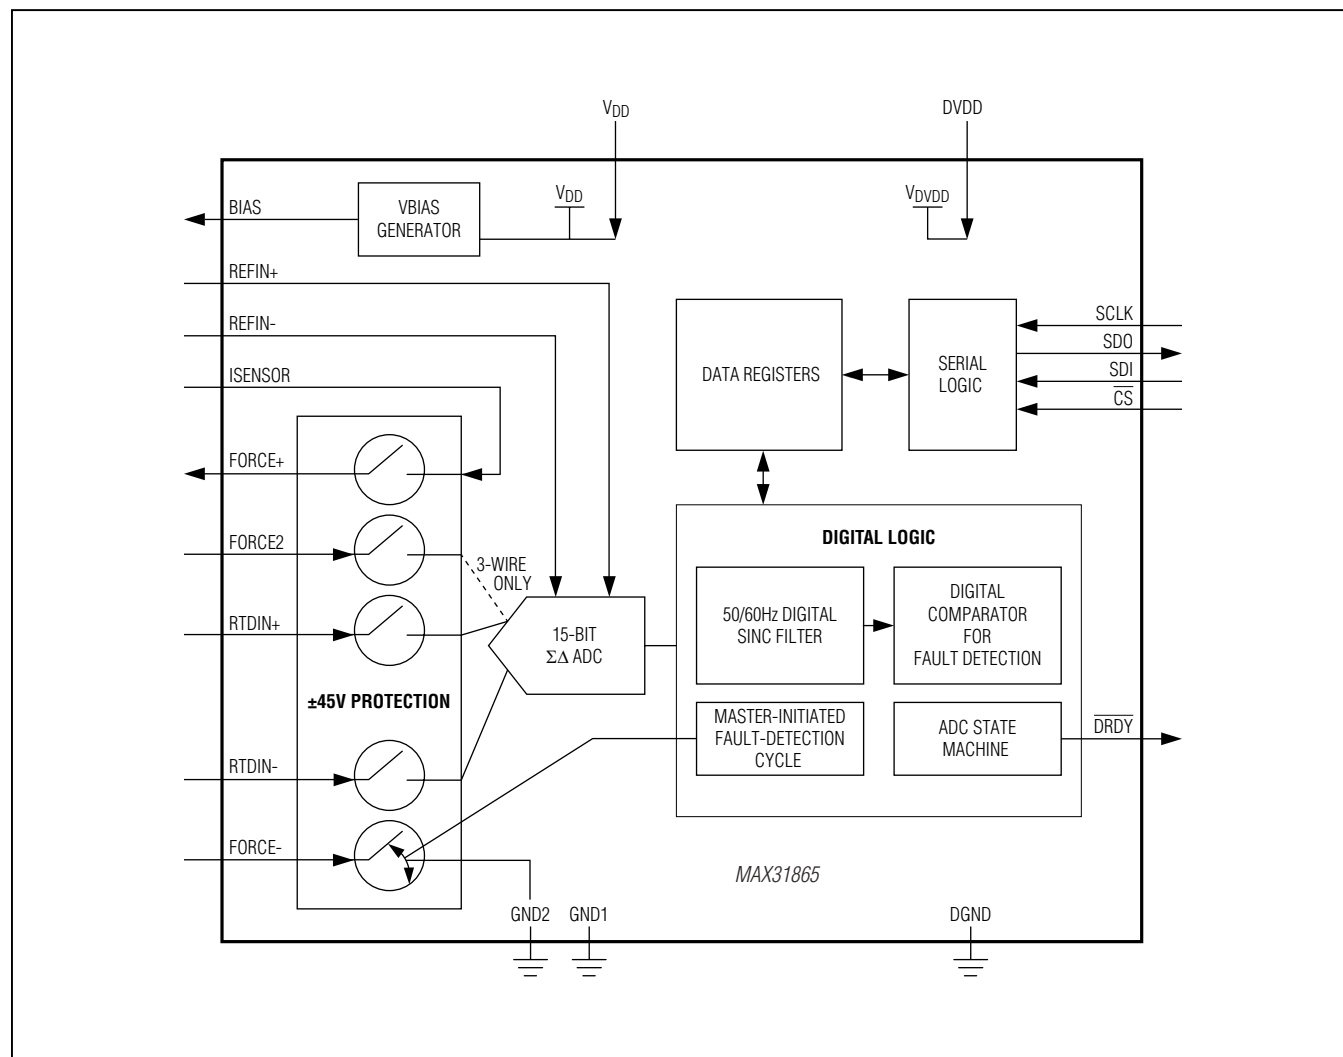 VDD
DVDD
BIAS
VBIAS
GENERATOR
VDD
VDVDD
REFIN+
REFIN-
ISENSOR
FORCE+
FORCE2
RTDIN+
±45V PROTECTION
RTDIN-
FORCE-
3-WIRE
ONLY
15-BIT
ΣΔ ADC
DATA REGISTERS
SERIAL
LOGIC
SCLK
SDO
SDI
C̅S̅
DIGITAL LOGIC
50/60Hz DIGITAL
SINC FILTER
DIGITAL
COMPARATOR
FOR
FAULT DETECTION
MASTER-INITIATED
FAULT-DETECTION
CYCLE
ADC STATE
MACHINE
D̅R̅D̅Y̅
MAX31865
GND2
GND1
DGND